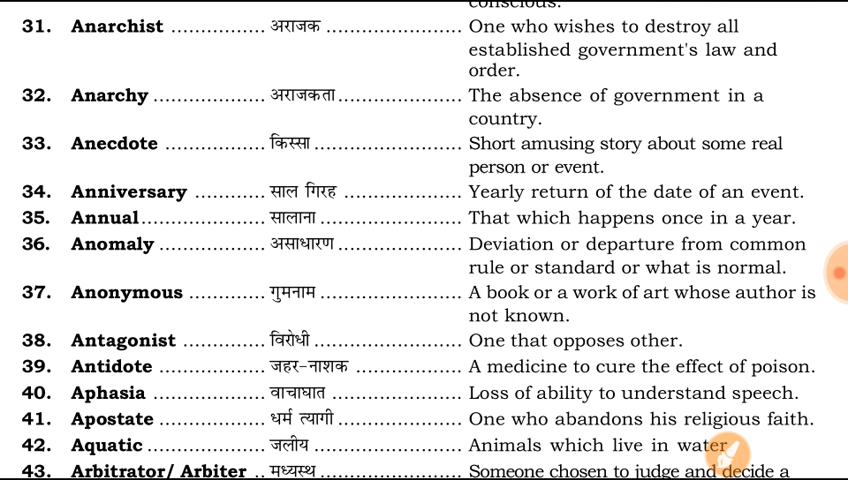 conscious.
31. Anarchist ................ अराजक ....................... One who wishes to destroy all
established government's law and
order.
32. Anarchy ................... अराजकता..................... The absence of government in a
country.
33. Anecdote ................. किस्सा ......................... Short amusing story about some real
person or event.
34. Anniversary ............ साल गिरह .................... Yearly return of the date of an event.
35. Annual..................... सालाना ........................ That which happens once in a year.
36. Anomaly .................. असाधारण ..................... Deviation or departure from common
rule or standard or what is normal.
37. Anonymous ............. गुमनाम ......................... A book or a work of art whose author is
not known.
38. Antagonist .............. विरोधी ......................... One that opposes other.
39. Antidote .................. जहर-नाशक .................. A medicine to cure the effect of poison.
40. Aphasia ................... वाचाघात ....................... Loss of ability to understand speech.
41. Apostate .................. धर्म त्यागी ..................... One who abandons his religious faith.
42. Aquatic .................... जलीय .......................... Animals which live in water
43. Arbitrator/ Arbiter .. मध्यस्थ ........................ Someone chosen to judge and decide a